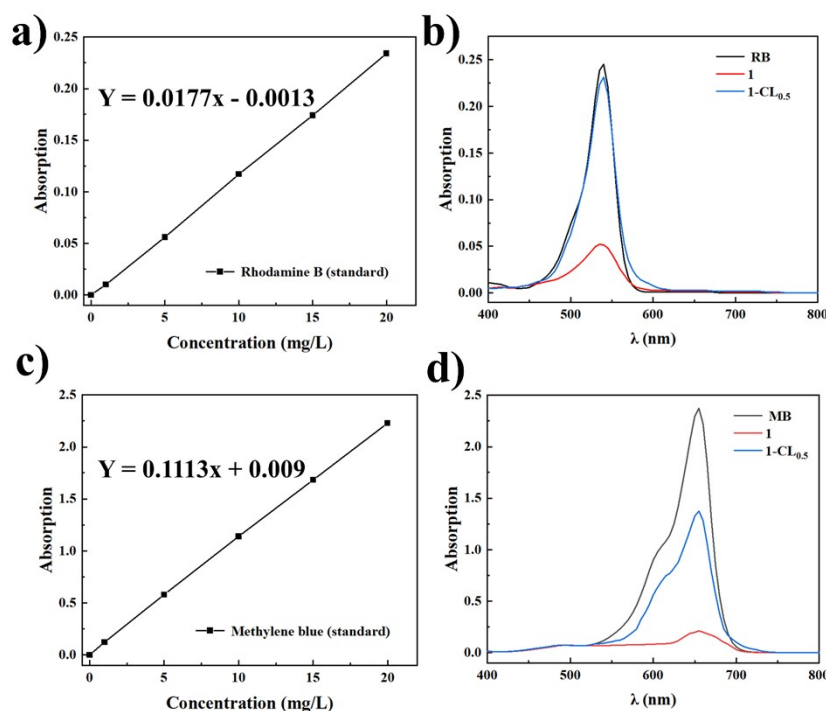 a)
0.25
0.20
0.15
0.10
0.05
0.00
Absorption
Y = 0.0177x - 0.0013
Rhodamine B (standard)
0 5 10 15 20
Concentration (mg/L)
b)
0.25
0.20
0.15
0.10
0.05
0.00
Absorption
RB
1
1-CL0.5
400 500 600 700 800
λ (nm)
c)
2.5
2.0
1.5
1.0
0.5
0.0
Absorption
Y = 0.1113x + 0.009
Methylene blue (standard)
0 5 10 15 20
Concentration (mg/L)
d)
2.5
2.0
1.5
1.0
0.5
0.0
Absorption
MB
1
1-CL0.5
400 500 600 700 800
λ (nm)